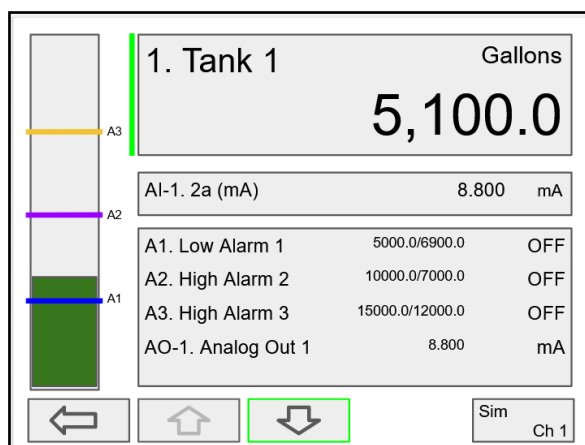 1. Tank 1 Gallons
5,100.0
A3
AI-1. 2a (mA) 8.800 mA
A2
A1. Low Alarm 1 5000.0/6900.0 OFF
A2. High Alarm 2 10000.0/7000.0 OFF
A1
A3. High Alarm 3 15000.0/12000.0 OFF
AO-1. Analog Out 1 8.800 mA
Sim
Ch 1